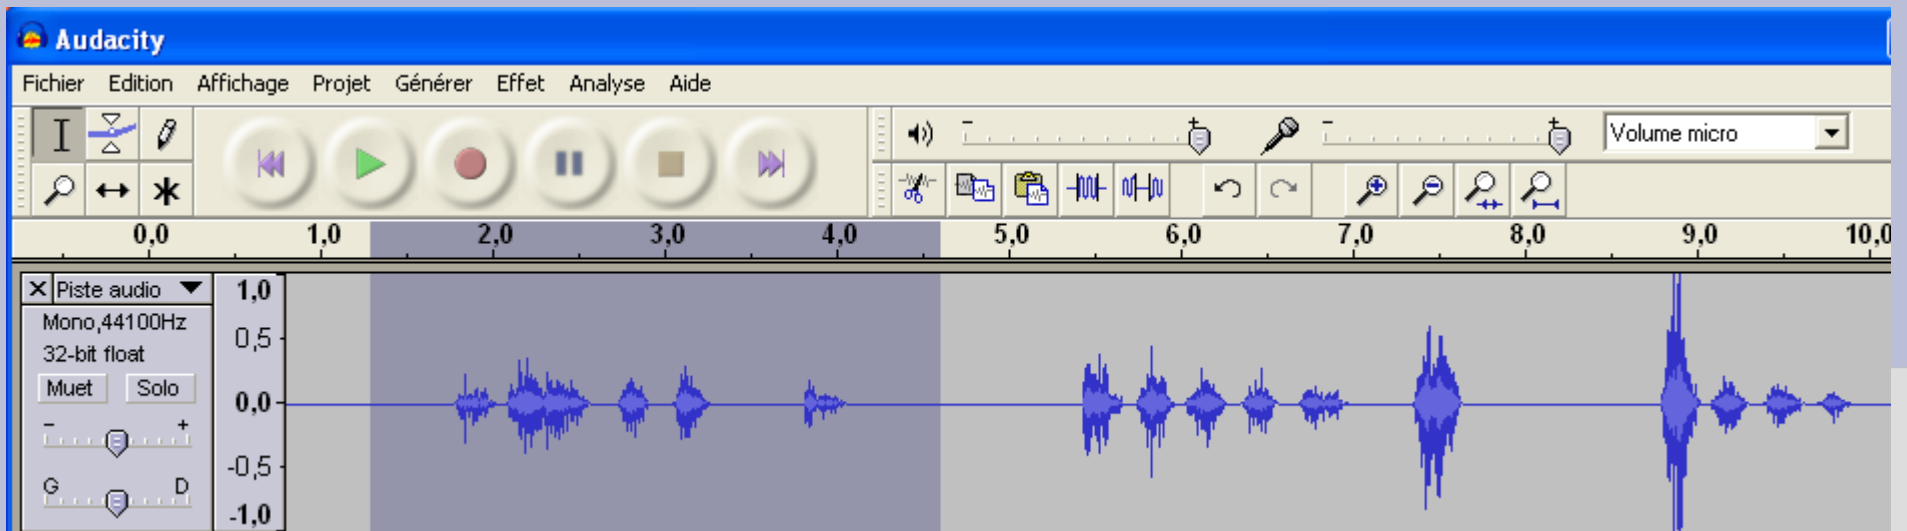 Audacity
Fichier Edition Affichage Projet Générer Effet Analyse Aide
Volume micro
0,0 1,0 2,0 3,0 4,0 5,0 6,0 7,0 8,0 9,0 10,0
Piste audio
Mono,44100Hz
32-bit float
Muet Solo
- +
G D
1,0
0,5
0,0
-0,5
-1,0